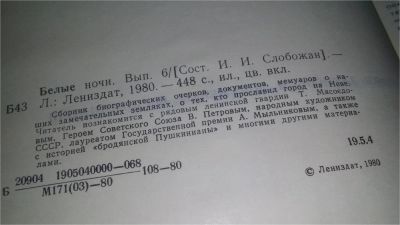 Белые ночи. Вып. 6/[Сост. И. И. Слобожан].—
Б43 Л.: Лениздат, 1980.— 448 с., ил., цв. вкл.
Сборник биографических очерков, документов, мемуаров о на-
ших замечательных земляках, о тех, кто прославил город на Неве.
Читатель познакомится с рядовым ленинской гвардии Т. Мясоедо-
вым, Героем Советского Союза В. Петровым, народным художником
СССР, лауреатом Государственной премии А. Мыльниковым, а также
с историей «бродянской Пушкинианы» и многими другими материа-
лами.
Б 20904 1905040000—068 108—80
М171(03)—80
19.5.4
© Лениздат, 1980